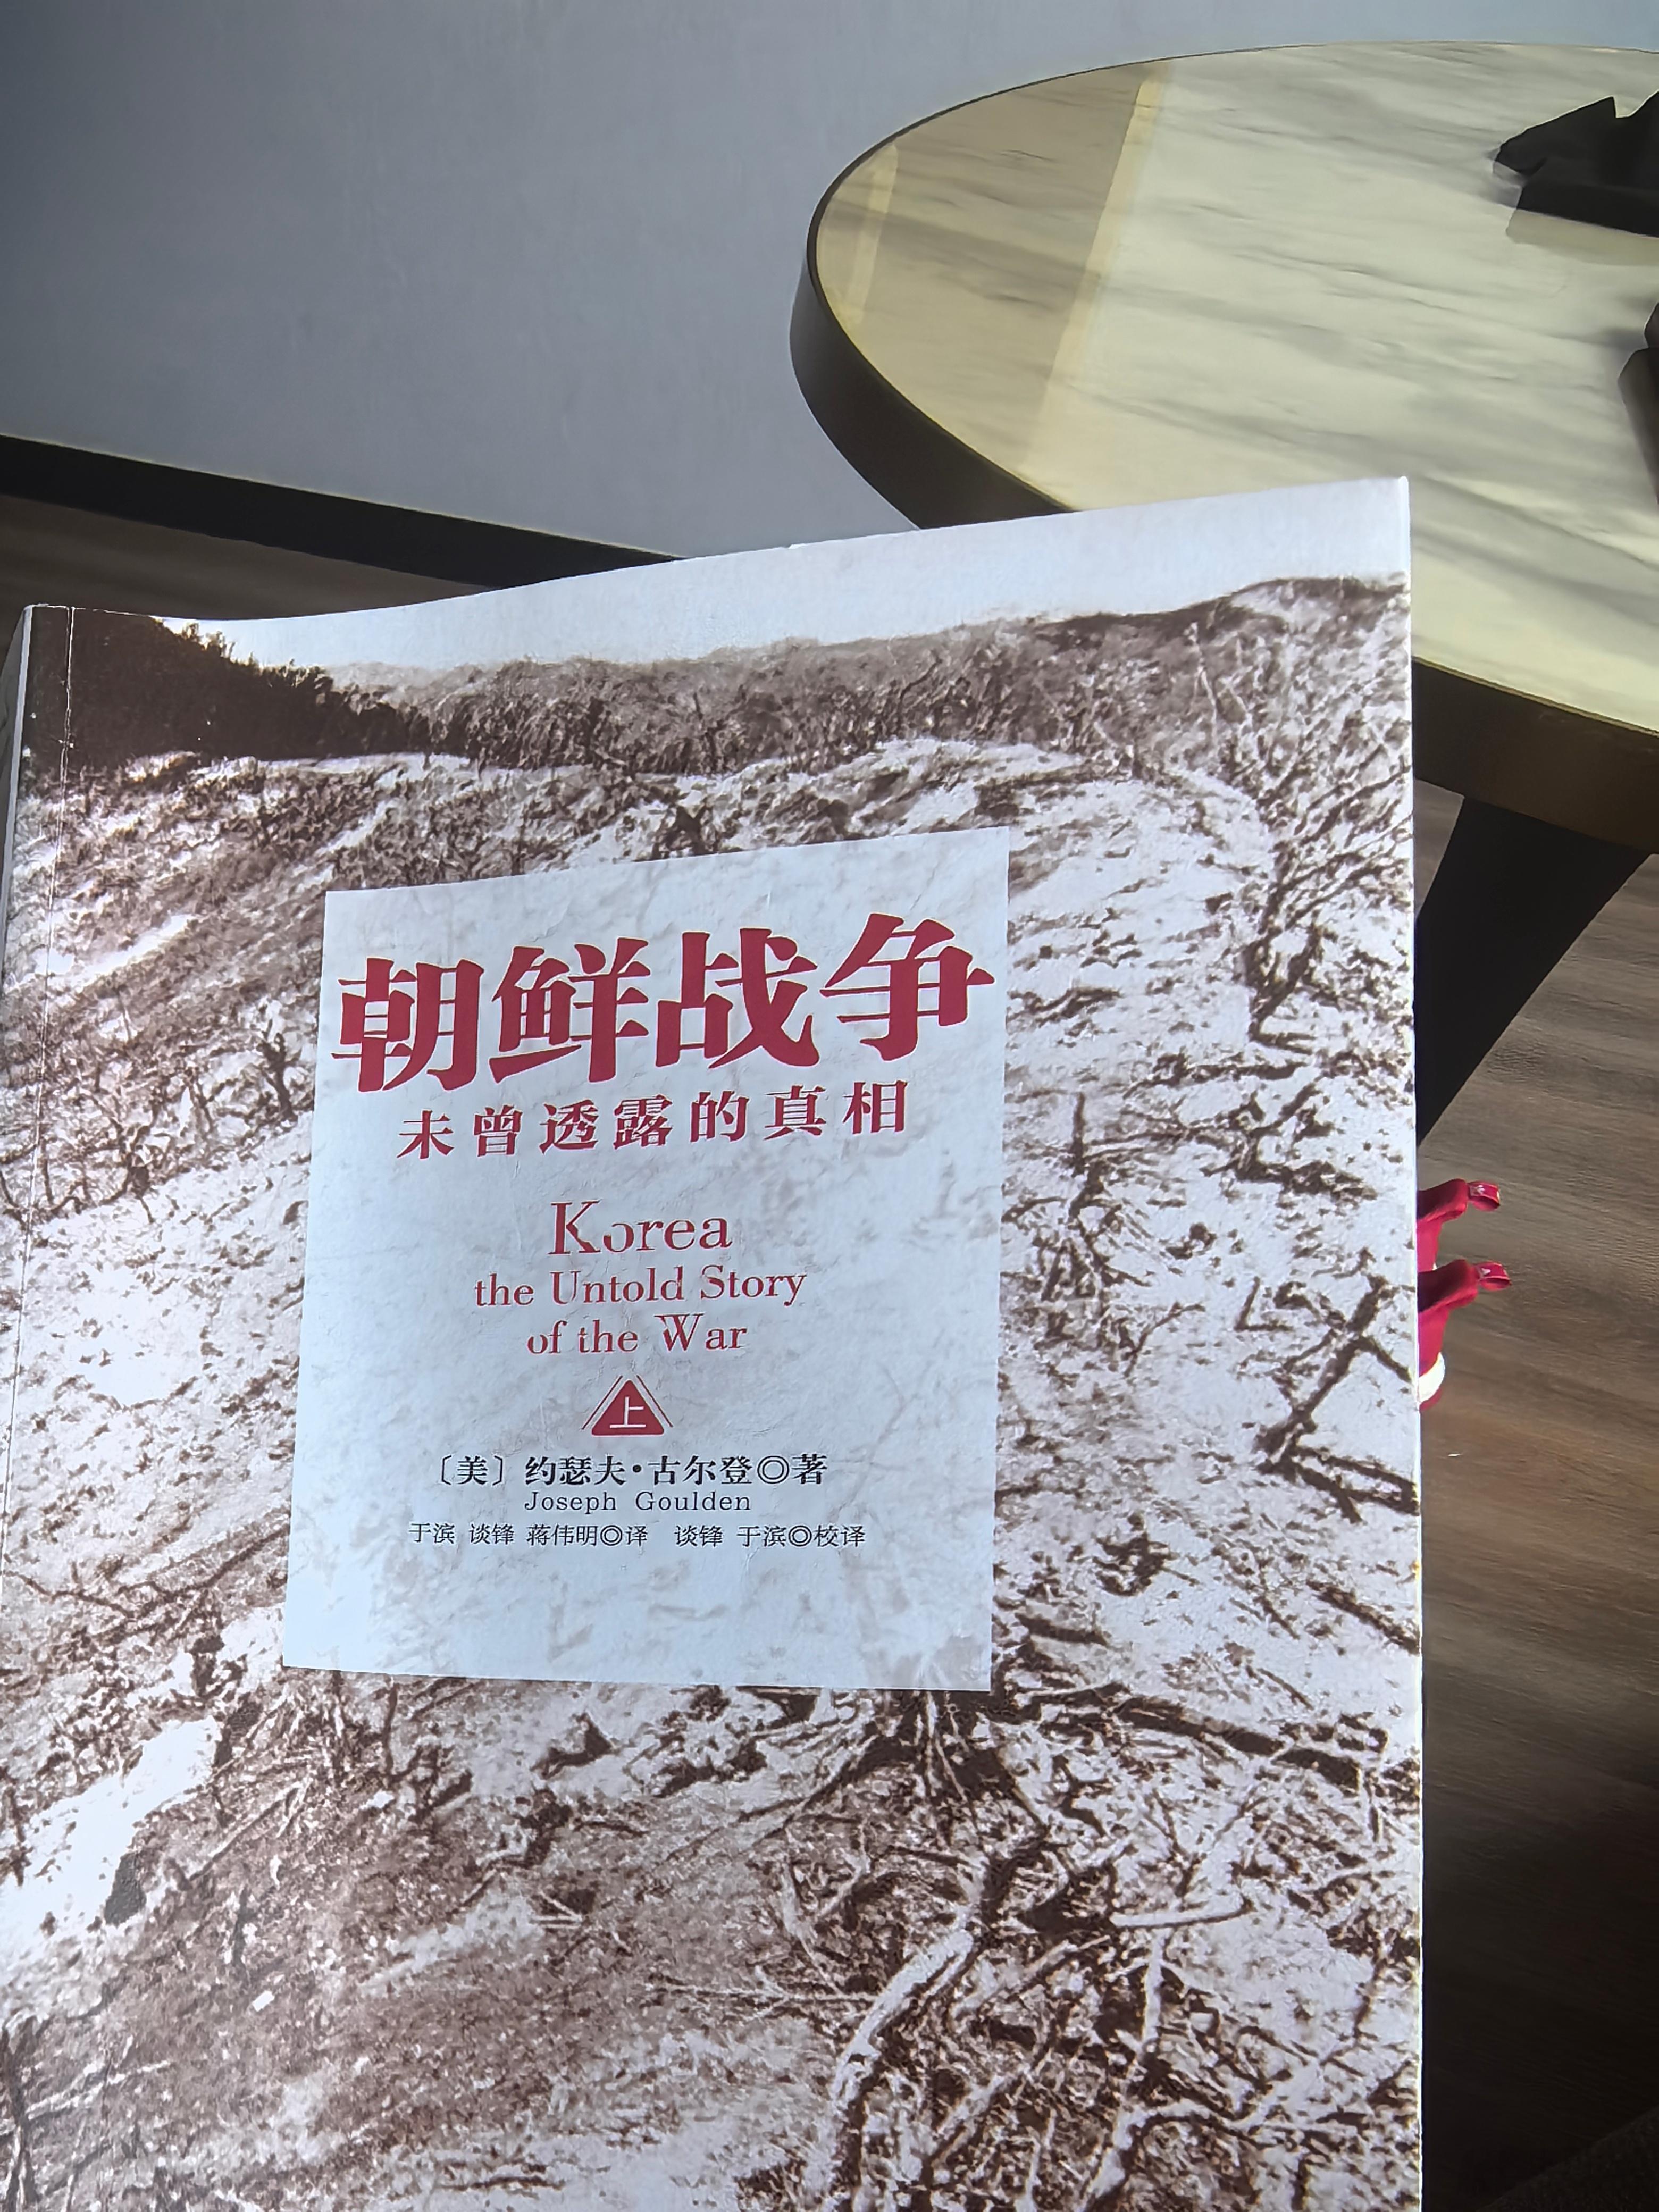 朝鲜战争
未曾透露的真相
Korea
the Untold Story
of the War
上
〔美〕约瑟夫·古尔登◎著
Joseph Goulden
于滨 谈锋 蒋伟明◎译 谈锋 于滨◎校译